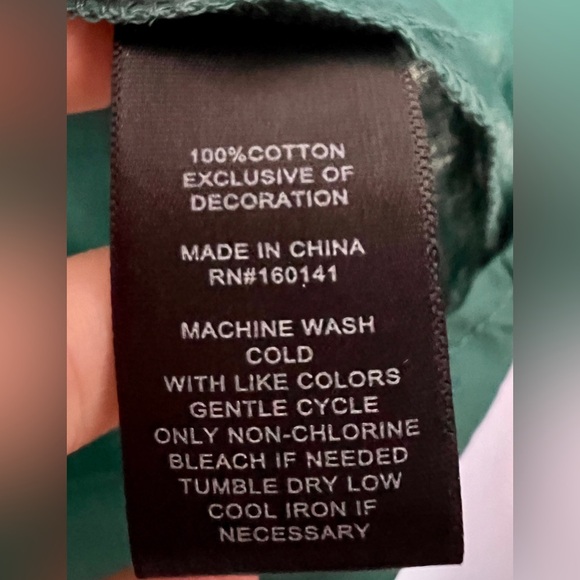 100%COTTON
EXCLUSIVE OF
DECORATION
MADE IN CHINA
RN#160141
MACHINE WASH
COLD
WITH LIKE COLORS
GENTLE CYCLE
ONLY NON-CHLORINE
BLEACH IF NEEDED
TUMBLE DRY LOW
COOL IRON IF
NECESSARY